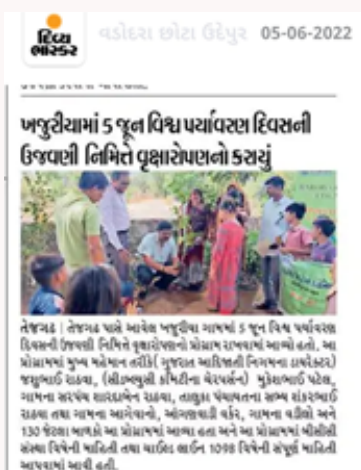 દિવ્ય ભાસ્કર
વડોદરા છોટા ઉદેપુર 05-06-2022
ખજુરીયામાં 5 જૂન વિશ્વ પર્યાવરણ દિવસની
ઉજવણી નિમિત્તે વૃક્ષારોપણનો કરાયું
તેજગઢ | તેજગઢ પાસે આવેલ ખજુરીયા ગામમાં 5 જૂન વિશ્વ પર્યાવરણ
દિવસની ઉજવણી નિમિત્તે વૃક્ષારોપણનો પ્રોગ્રામ રાખવામાં આવ્યો હતો. આ
પ્રોગ્રામમાં મુખ્ય મહેમાન તરીકે( ગુજરાત આદિજાતી નિગમના ડાયરેક્ટર)
જશુભાઈ રાઠવા, (સીડબ્લ્યુસી કમિટીના ચેરપર્સન) મુકેશભાઈ પટેલ,
ગામના સરપંચ શારદાબેન રાઠવા, તાલુકા પંચાયતના સભ્ય શંકરભાઈ
રાઠવા તથા ગામના આગેવાનો, આંગણવાડી વર્કર, ગામના વડીલો અને
130 જેટલા બાળકો આ પ્રોગ્રામમાં આવ્યા હતા અને આ પ્રોગ્રામમાં બીસીસી
સંસ્થા વિષેની માહિતી તથા ચાઈલ્ડ લાઈન 1098 વિષેની સંપૂર્ણ માહિતી
આપવામાં આવી હતી.